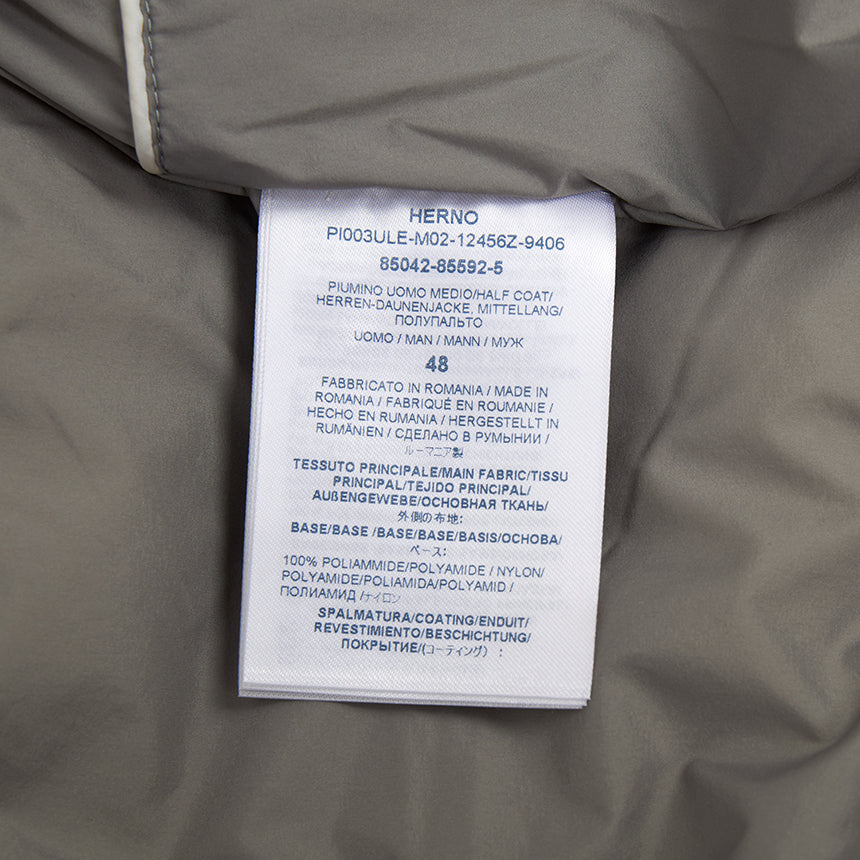 HERNO
PI003ULE-M02-12456Z-9406
85042-85592-5
PIUMINO UOMO MEDIO/HALF COAT/
HERREN-DAUNENJACKE, MITTELLANG/
ПОЛУПАЛЬТО
UOMO / MAN / MANN / МУЖ
48
FABBRICATO IN ROMANIA / MADE IN
ROMANIA / FABRIQUÉ EN ROUMANIE /
HECHO EN RUMANIA / HERGESTELLT IN
RUMÄNIEN / СДЕЛАНО В РУМЫНИИ /
ルーマニア製
TESSUTO PRINCIPALE/MAIN FABRIC/TISSU
PRINCIPAL/TEJIDO PRINCIPAL/
AUßENGEWEBE/ОСНОВНАЯ ТКАНЬ/
外側の布地:
BASE/BASE /BASE/BASE/BASIS/ОСНОВА/
ベース:
100% POLIAMMIDE/POLYAMIDE / NYLON/
POLYAMIDE/POLIAMIDA/POLYAMID /
ПОЛИАМИД /ナイロン
SPALMATURA/COATING/ENDUIT/
REVESTIMIENTO/BESCHICHTUNG/
ПОКРЫТИЕ/(コーティング) :